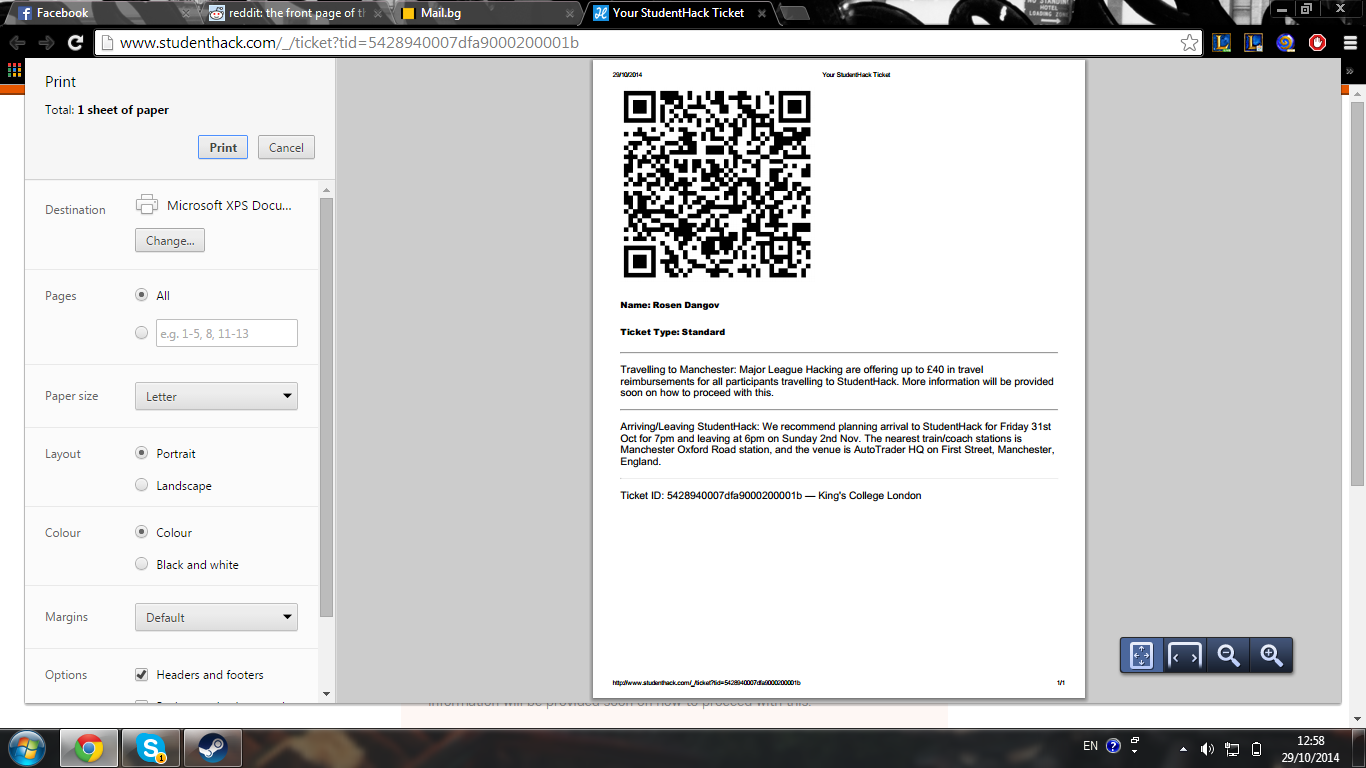 Facebook
reddit: the front page of th
Mail.bg
Your StudentHack Ticket
www.studenthack.com/_/ticket?tid=5428940007dfa9000200001b
Print
Total: 1 sheet of paper
Print
Cancel
Destination
Microsoft XPS Docu...
Change...
Pages
All
e.g. 1-5, 8, 11-13
Paper size
Letter
Layout
Portrait
Landscape
Colour
Colour
Black and white
Margins
Default
Options
Headers and footers
29/10/2014
Your StudentHack Ticket
Name: Rosen Dangov
Ticket Type: Standard
Travelling to Manchester: Major League Hacking are offering up to £40 in travel
reimbursements for all participants travelling to StudentHack. More information will be provided
soon on how to proceed with this.
Arriving/Leaving StudentHack: We recommend planning arrival to StudentHack for Friday 31st
Oct for 7pm and leaving at 6pm on Sunday 2nd Nov. The nearest train/coach stations is
Manchester Oxford Road station, and the venue is AutoTrader HQ on First Street, Manchester,
England.
Ticket ID: 5428940007dfa9000200001b — King's College London
http://www.studenthack.com/_/ticket?tid=5428940007dfa9000200001b
1/1
information will be provided soon on how to proceed with this.
1
EN
12:58
29/10/2014